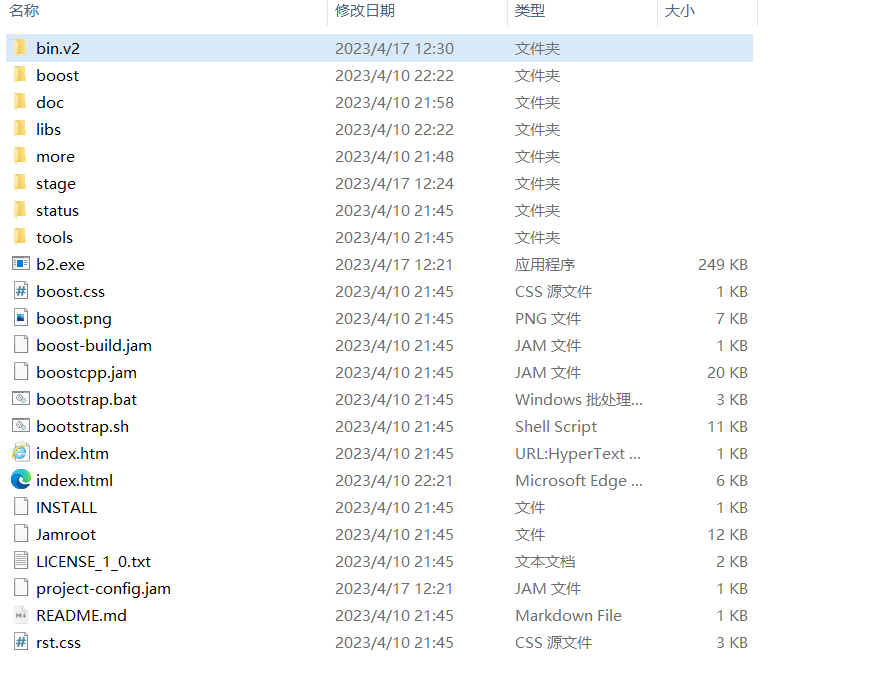 名称 修改日期 类型 大小
bin.v2 2023/4/17 12:30 文件夹
boost 2023/4/10 22:22 文件夹
doc 2023/4/10 21:58 文件夹
libs 2023/4/10 22:22 文件夹
more 2023/4/10 21:48 文件夹
stage 2023/4/17 12:24 文件夹
status 2023/4/10 21:45 文件夹
tools 2023/4/10 21:45 文件夹
b2.exe 2023/4/17 12:21 应用程序 249 KB
boost.css 2023/4/10 21:45 CSS 源文件 1 KB
boost.png 2023/4/10 21:45 PNG 文件 7 KB
boost-build.jam 2023/4/10 21:45 JAM 文件 1 KB
boostcpp.jam 2023/4/10 21:45 JAM 文件 20 KB
bootstrap.bat 2023/4/10 21:45 Windows 批处理... 3 KB
bootstrap.sh 2023/4/10 21:45 Shell Script 11 KB
index.htm 2023/4/10 21:45 URL:HyperText ... 1 KB
index.html 2023/4/10 22:21 Microsoft Edge ... 6 KB
INSTALL 2023/4/10 21:45 文件 1 KB
Jamroot 2023/4/10 21:45 文件 12 KB
LICENSE_1_0.txt 2023/4/10 21:45 文本文档 2 KB
project-config.jam 2023/4/17 12:21 JAM 文件 1 KB
README.md 2023/4/10 21:45 Markdown File 1 KB
rst.css 2023/4/10 21:45 CSS 源文件 3 KB